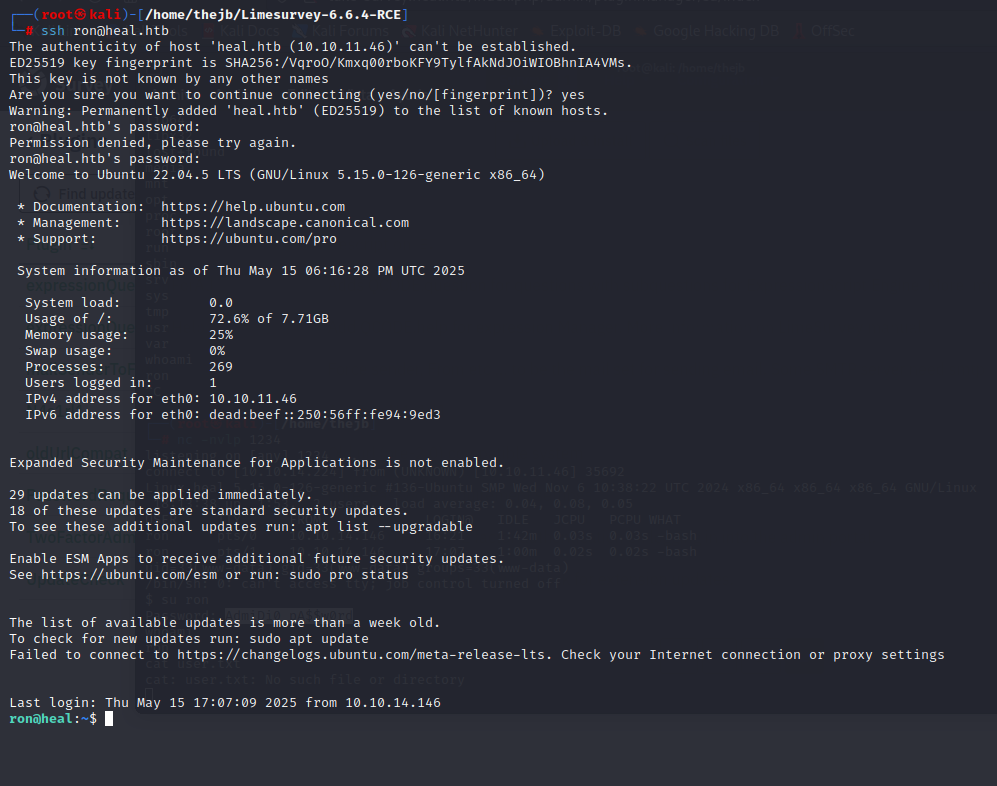 ┌──(root㉿kali)-[/home/thejb/Limesurvey-6.6.4-RCE]
└─# ssh ron@heal.htb
The authenticity of host 'heal.htb (10.10.11.46)' can't be established.
ED25519 key fingerprint is SHA256:/VqroO/Kmxq00rboKFY9TylfAkNdJOiWIOBhnIA4VMs.
This key is not known by any other names
Are you sure you want to continue connecting (yes/no/[fingerprint])? yes
Warning: Permanently added 'heal.htb' (ED25519) to the list of known hosts.
ron@heal.htb's password:
Permission denied, please try again.
ron@heal.htb's password:
Welcome to Ubuntu 22.04.5 LTS (GNU/Linux 5.15.0-126-generic x86_64)
* Documentation: https://help.ubuntu.com
* Management: https://landscape.canonical.com
* Support: https://ubuntu.com/pro
System information as of Thu May 15 06:16:28 PM UTC 2025
System load: 0.0
Usage of /: 72.6% of 7.71GB
Memory usage: 25%
Swap usage: 0%
Processes: 269
Users logged in: 1
IPv4 address for eth0: 10.10.11.46
IPv6 address for eth0: dead:beef::250:56ff:fe94:9ed3
Expanded Security Maintenance for Applications is not enabled.
29 updates can be applied immediately.
18 of these updates are standard security updates.
To see these additional updates run: apt list --upgradable
Enable ESM Apps to receive additional future security updates.
See https://ubuntu.com/esm or run: sudo pro status
The list of available updates is more than a week old.
To check for new updates run: sudo apt update
Failed to connect to https://changelogs.ubuntu.com/meta-release-lts. Check your Internet connection or proxy settings
Last login: Thu May 15 17:07:09 2025 from 10.10.14.146
ron@heal:~$